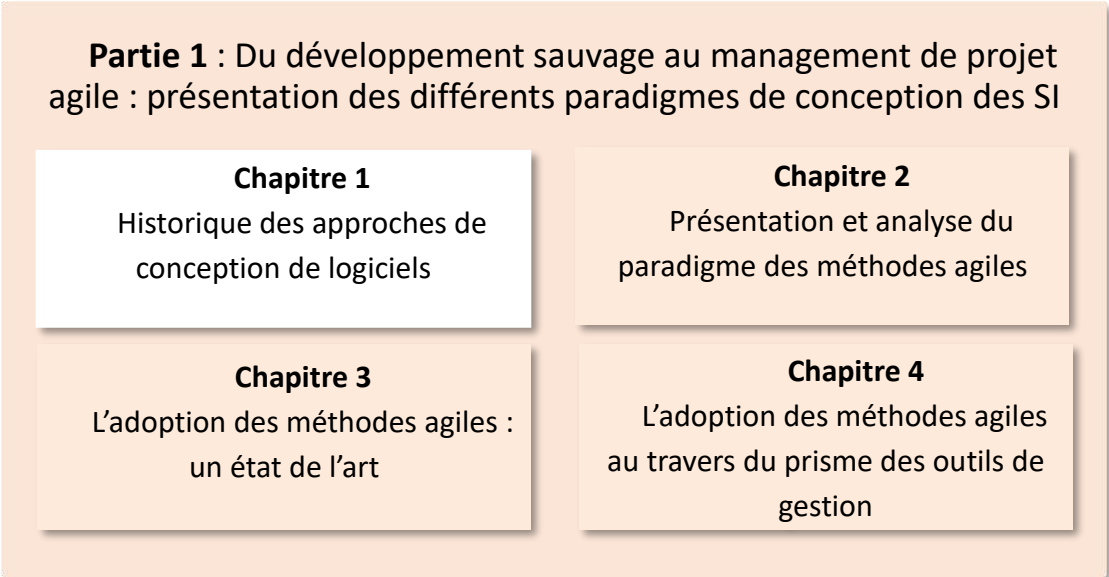 Partie 1 : Du développement sauvage au management de projet
agile : présentation des différents paradigmes de conception des SI
Chapitre 1
Historique des approches de
conception de logiciels
Chapitre 2
Présentation et analyse du
paradigme des méthodes agiles
Chapitre 3
L’adoption des méthodes agiles :
un état de l’art
Chapitre 4
L’adoption des méthodes agiles
au travers du prisme des outils de
gestion